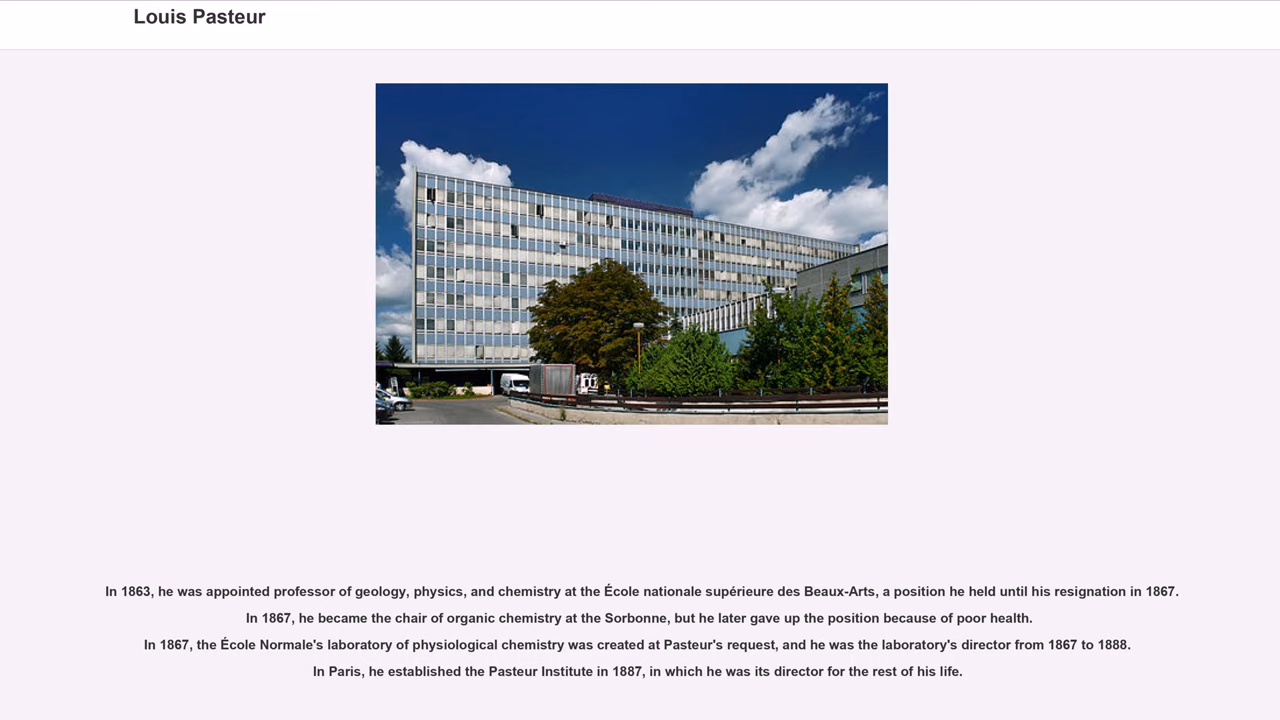 Louis Pasteur
In 1863, he was appointed professor of geology, physics, and chemistry at the École nationale supérieure des Beaux-Arts, a position he held until his resignation in 1867.
In 1867, he became the chair of organic chemistry at the Sorbonne, but he later gave up the position because of poor health.
In 1867, the École Normale's laboratory of physiological chemistry was created at Pasteur's request, and he was the laboratory's director from 1867 to 1888.
In Paris, he established the Pasteur Institute in 1887, in which he was its director for the rest of his life.